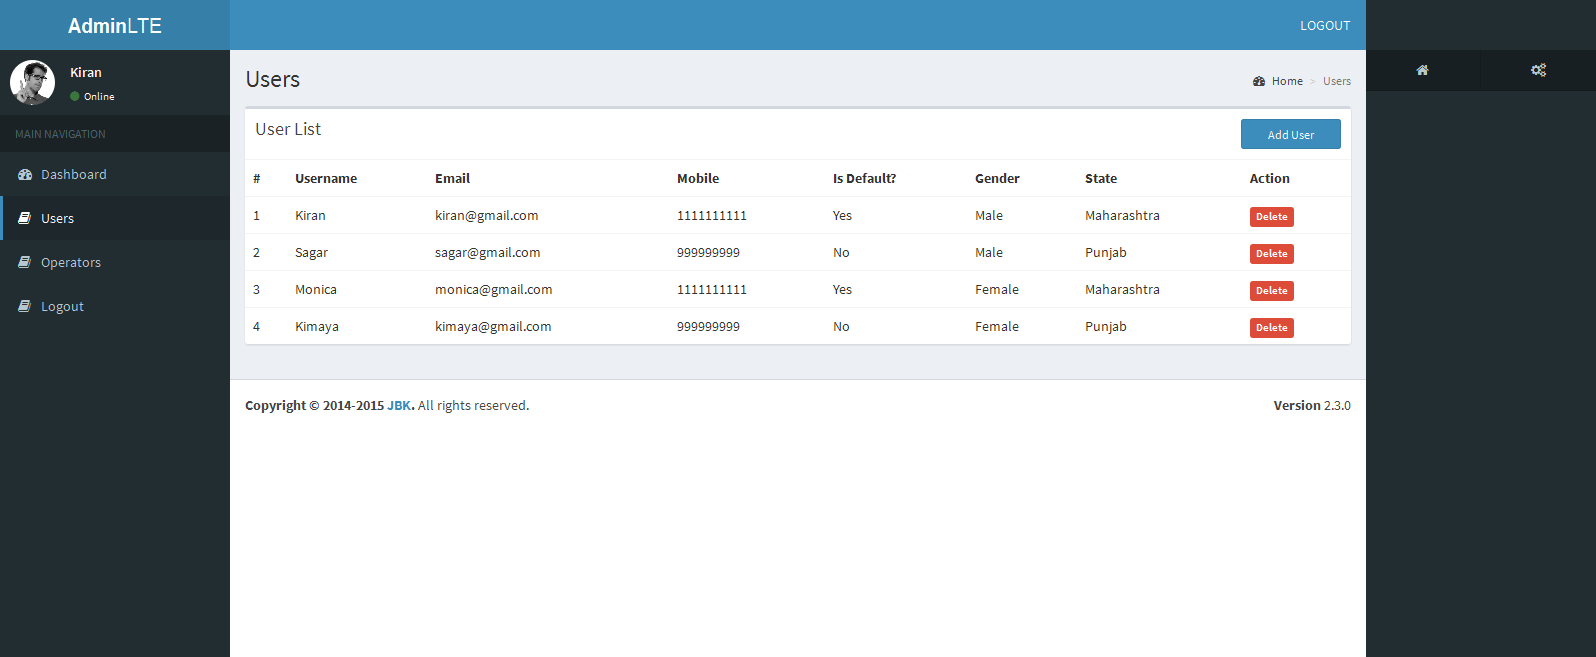 AdminLTE
LOGOUT
Kiran
Online
MAIN NAVIGATION
Dashboard
Users
Operators
Logout
Users
Home > Users
User List
Add User
# Username Email Mobile Is Default? Gender State Action
1 Kiran kiran@gmail.com 1111111111 Yes Male Maharashtra Delete
2 Sagar sagar@gmail.com 999999999 No Male Punjab Delete
3 Monica monica@gmail.com 1111111111 Yes Female Maharashtra Delete
4 Kimaya kimaya@gmail.com 999999999 No Female Punjab Delete
Copyright © 2014-2015 JBK. All rights reserved.
Version 2.3.0